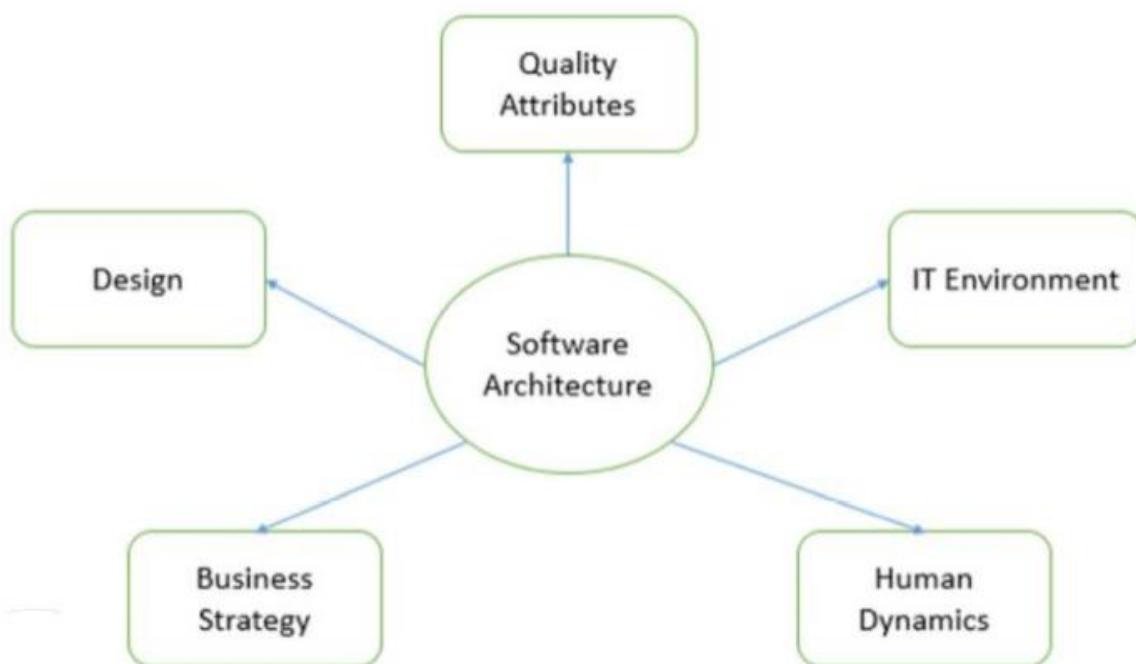 Quality
Attributes
Design
IT Environment
Software
Architecture
Business
Strategy
Human
Dynamics